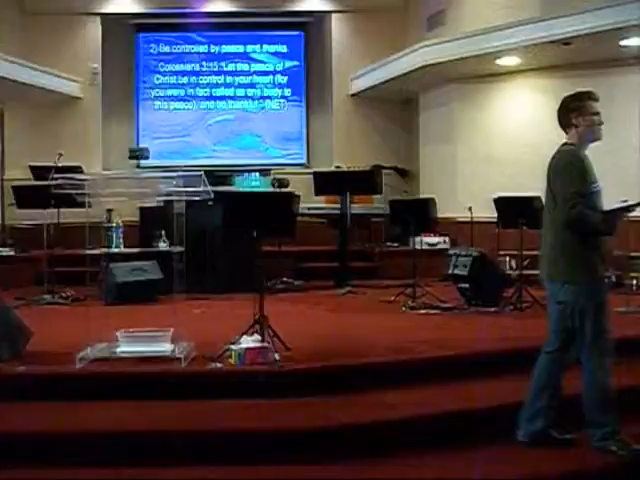 2) Be controlled by peace and thanks.
Colossians 3:15 "Let the peace of
Christ be in control in your heart (for
you were in fact called as one body to
this peace), and be thankful." (NET)